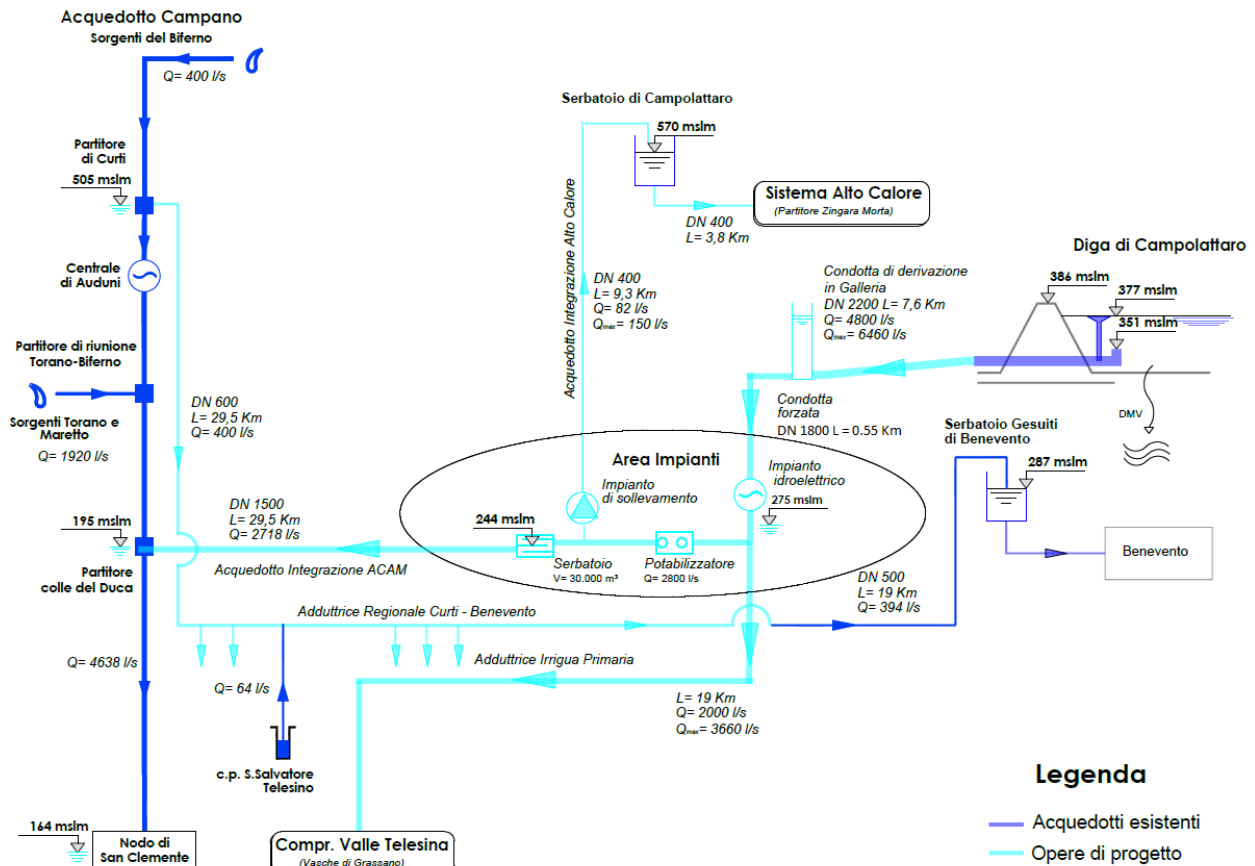 Acquedotto Campano
Sorgenti del Biferno
Q= 400 l/s
Partitore
di Curti
505 mslm
Centrale
di Auduni
Partitore di riunione
Torano-Biferno
Sorgenti Torano e
Maretto
Q= 1920 l/s
DN 600
L= 29,5 Km
Q= 400 l/s
195 mslm
Partitore
colle del Duca
DN 1500
L= 29,5 Km
Q= 2718 l/s
Acquedotto Integrazione ACAM
Q= 4638 l/s
164 mslm
Nodo di
San Clemente
Serbatoio di Campolattaro
570 mslm
Sistema Alto Calore
(Partitore Zingara Morta)
DN 400
L= 3,8 Km
Acquedotto Integrazione Alto Calore
DN 400
L= 9,3 Km
Q= 82 l/s
Qmax= 150 l/s
Diga di Campolattaro
386 mslm
377 mslm
351 mslm
DMV
Condotta di derivazione
in Galleria
DN 2200 L= 7,6 Km
Q= 4800 l/s
Qmax= 6460 l/s
Condotta
forzata
DN 1800 L = 0.55 Km
Area Impianti
Impianto
di sollevamento
Impianto
idroelettrico
275 mslm
244 mslm
Serbatoio
V= 30.000 m³
Potabilizzatore
Q= 2800 l/s
Serbatoio Gesuiti
di Benevento
287 mslm
Benevento
DN 500
L= 19 Km
Q= 394 l/s
Adduttrice Regionale Curti - Benevento
Q= 64 l/s
c.p. S.Salvatore
Telesino
Adduttrice Irrigua Primaria
L= 19 Km
Q= 2000 l/s
Qmax= 3660 l/s
Compr. Valle Telesina
(Vasche di Grassano)
Legenda
Acquedotti esistenti
Opere di progetto